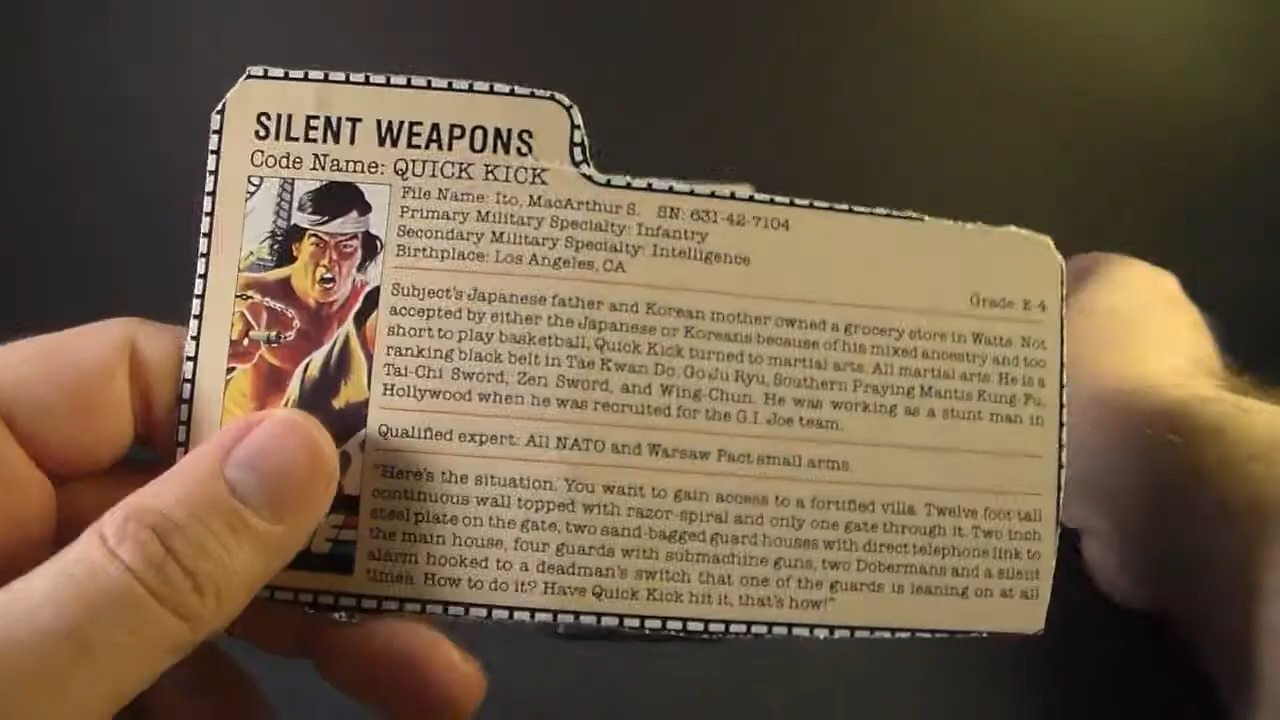 SILENT WEAPONS
Code Name: QUICK KICK
File Name: Ito, MacArthur S. SN: 631-42-7104
Primary Military Specialty: Infantry
Secondary Military Specialty: Intelligence
Birthplace: Los Angeles, CA
Grade: E-4
Subject's Japanese father and Korean mother owned a grocery store in Watts. Not
accepted by either the Japanese or Koreans because of his mixed ancestry and too
short to play basketball, Quick Kick turned to martial arts. All martial arts. He is a
ranking black belt in Tae Kwan Do, Go Ju Ryu, Southern Praying Mantis Kung-Fu,
Tai-Chi Sword, Zen Sword, and Wing-Chun. He was working as a stunt man in
Hollywood when he was recruited for the G.I. Joe team.
Qualified expert: All NATO and Warsaw Pact small arms.
"Here's the situation. You want to gain access to a fortified villa. Twelve foot tall
continuous wall topped with razor-spiral and only one gate through it. Two inch
steel plate on the gate, two sand-bagged guard houses with direct telephone link to
the main house, four guards with submachine guns, two Dobermans and a silent
alarm hooked to a deadman's switch that one of the guards is leaning on at all
times. How to do it? Have Quick Kick hit it, that's how!"